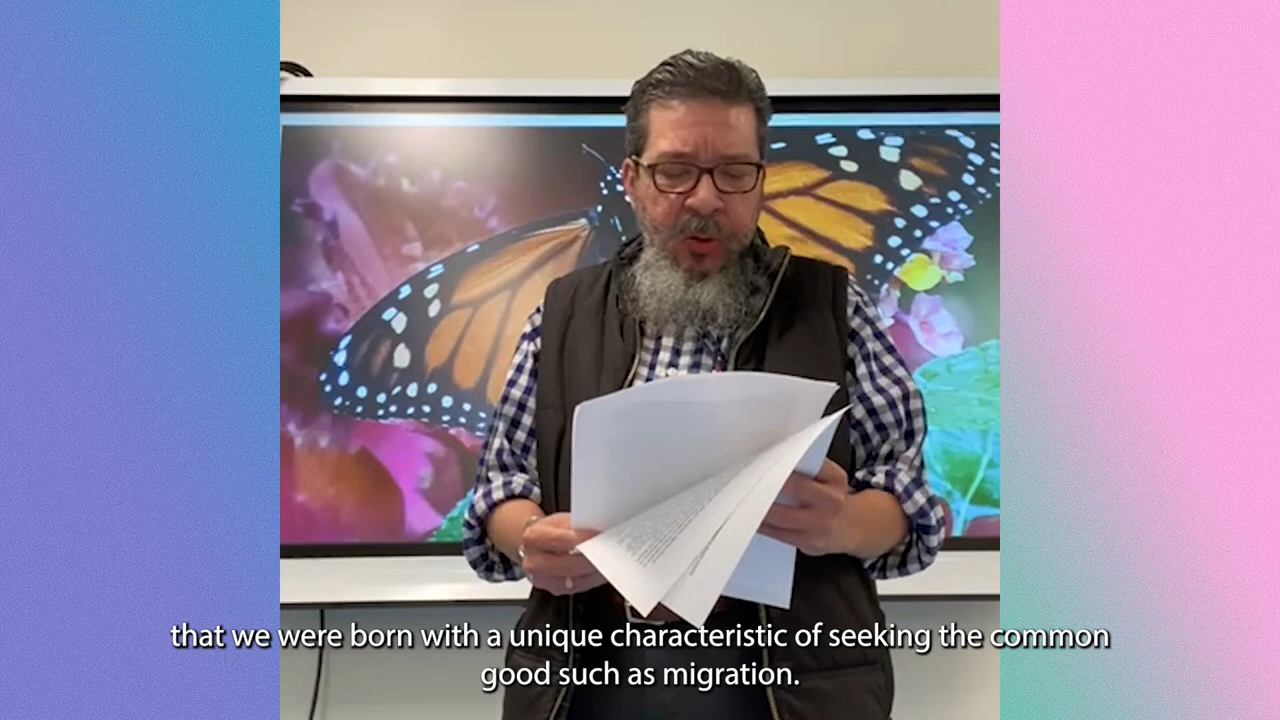 that we were born with a unique characteristic of seeking the common
good such as migration.